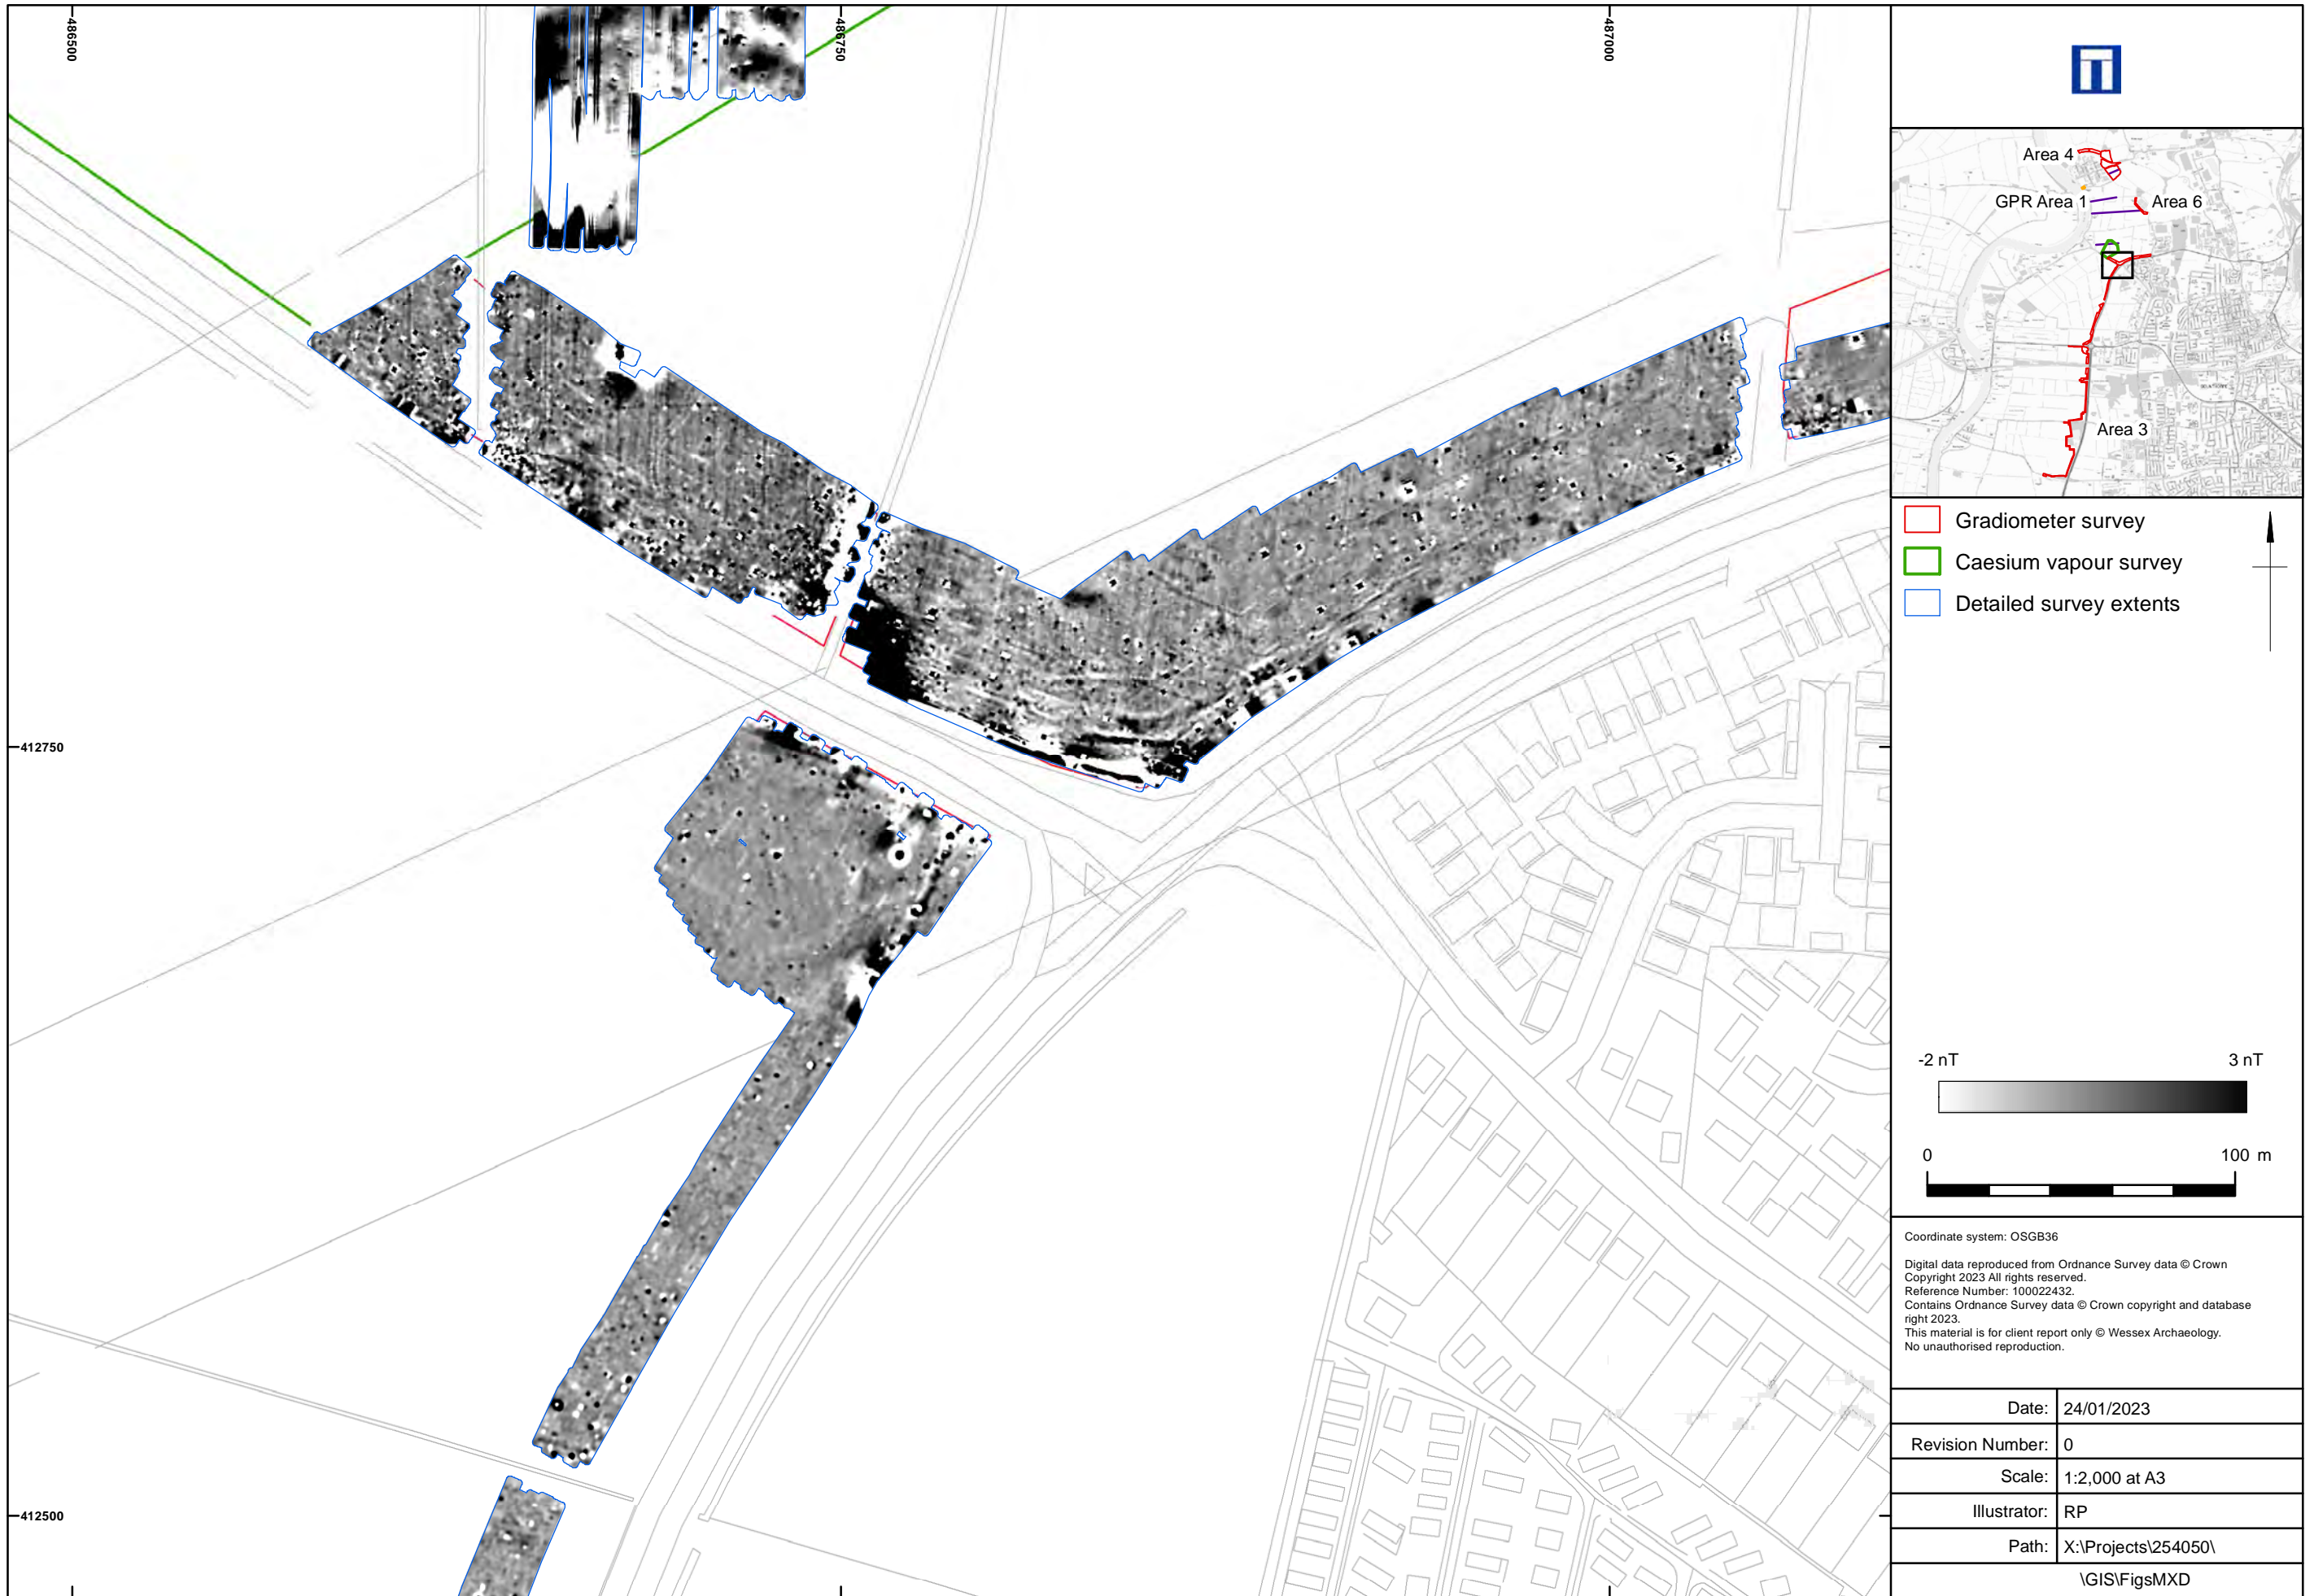 486500
486750
487000
412750
412500
Area 4
GPR Area 1
Area 6
Area 3
Gradiometer survey
Caesium vapour survey
Detailed survey extents
-2 nT
3 nT
0
100 m
Coordinate system: OSGB36
Digital data reproduced from Ordnance Survey data © Crown
Copyright 2023 All rights reserved.
Reference Number: 100022432.
Contains Ordnance Survey data © Crown copyright and database
right 2023.
This material is for client report only © Wessex Archaeology.
No unauthorised reproduction.
Date: 24/01/2023
Revision Number: 0
Scale: 1:2,000 at A3
Illustrator: RP
Path: X:\Projects\254050\
\GIS\FigsMXD